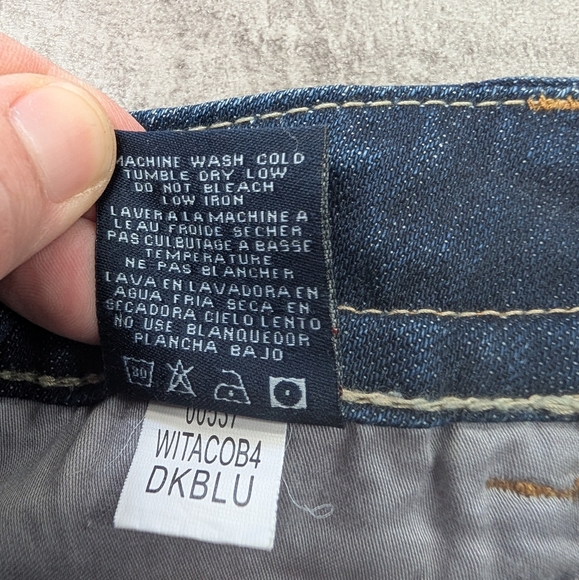 MACHINE WASH COLD
TUMBLE DRY LOW
DO NOT BLEACH
LOW IRON
LAVER A LA MACHINE A
LEAU FROIDE SECHER
PAS CULBUTAGE A BASSE
TEMPERATURE
NE PAS BLANCHER
LAVA EN LAVADORA EN
AGUA FRIA SECA EN
SECADORA CIELO LENTO
NO USE BLANQUEDOR
PLANCHA BAJO
30
WITACOB4
DKBLU